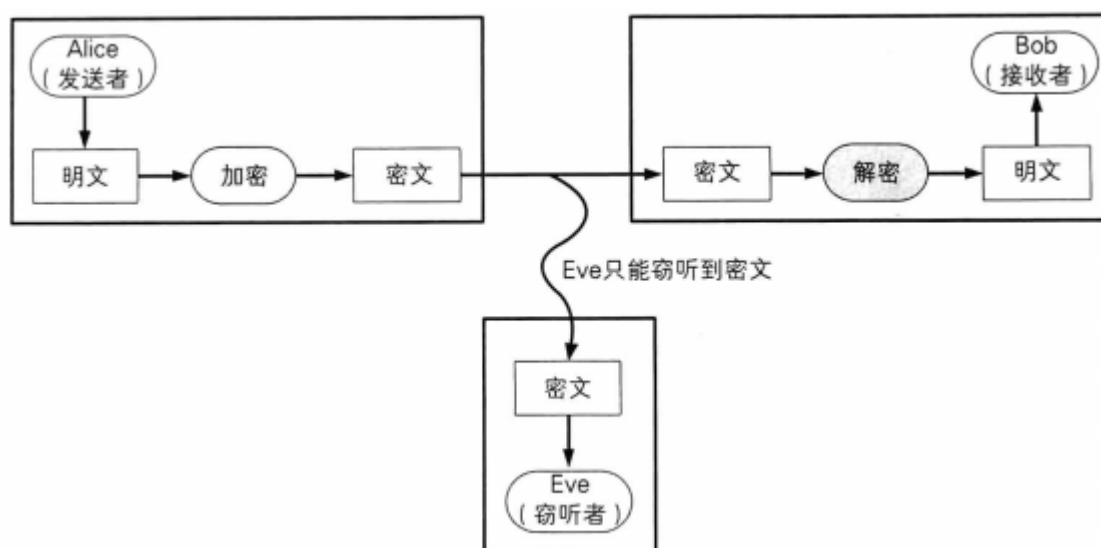 Alice
（发送者）
明文
加密
密文
Bob
（接收者）
密文
解密
明文
Eve只能窃听到密文
密文
Eve
（窃听者）